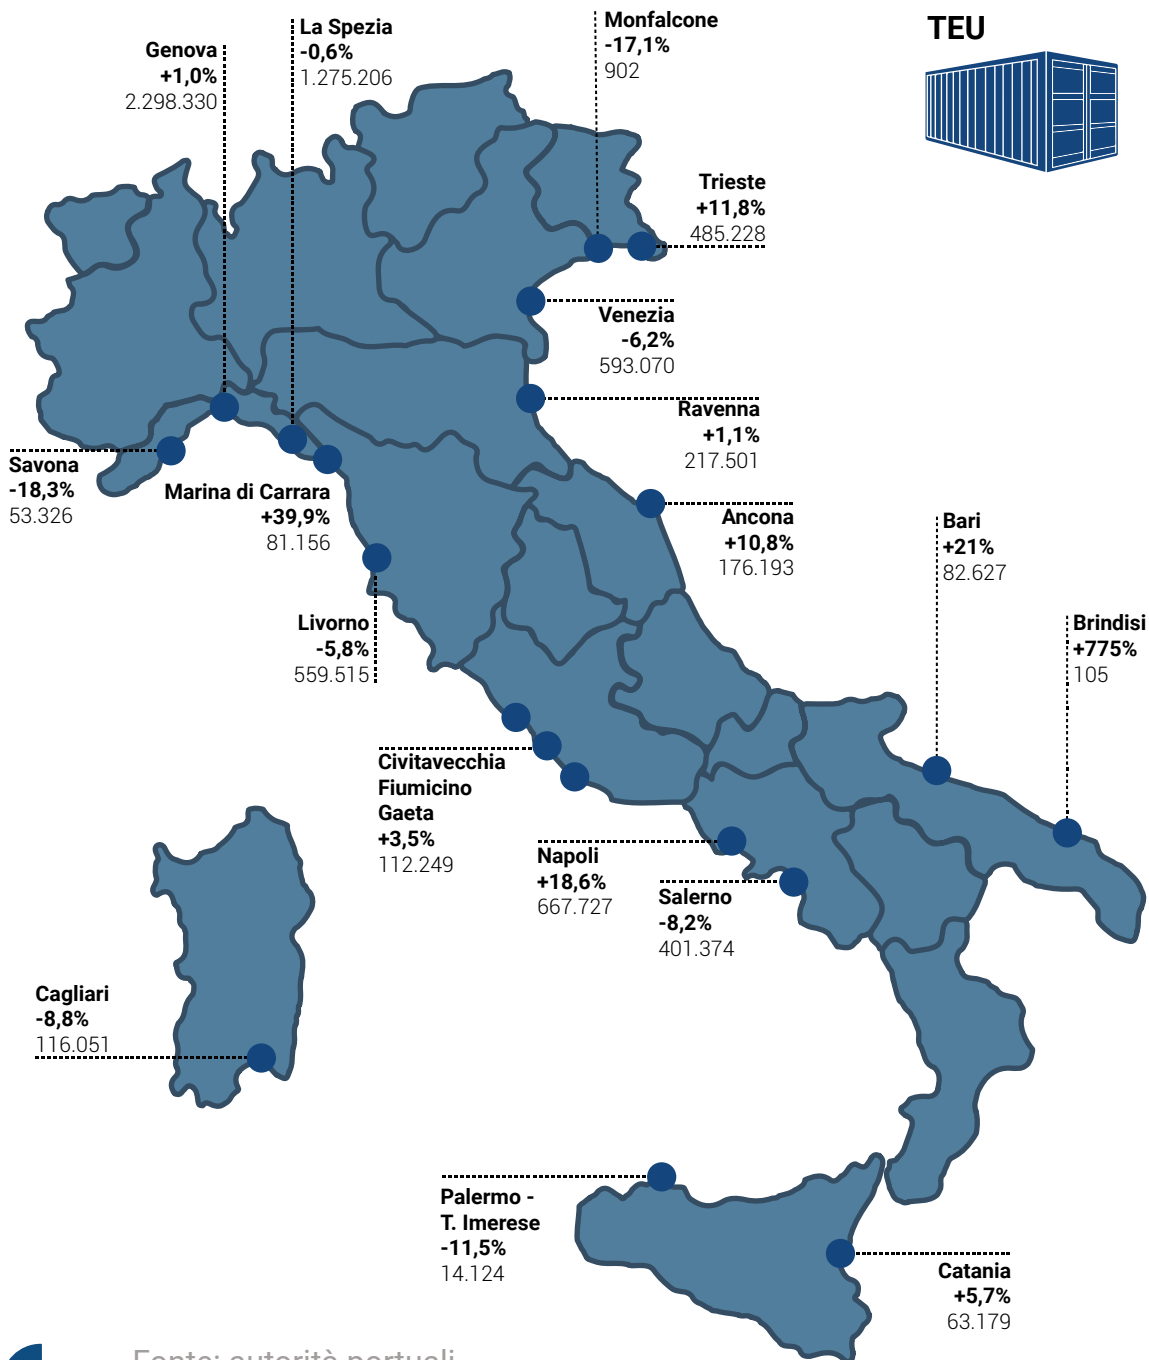 TEU
La Spezia
-0,6%
1.275.206
Monfalcone
-17,1%
902
Genova
+1,0%
2.298.330
Trieste
+11,8%
485.228
Venezia
-6,2%
593.070
Ravenna
+1,1%
217.501
Savona
-18,3%
53.326
Marina di Carrara
+39,9%
81.156
Ancona
+10,8%
176.193
Bari
+21%
82.627
Livorno
-5,8%
559.515
Brindisi
+775%
105
Civitavecchia
Fiumicino
Gaeta
+3,5%
112.249
Napoli
+18,6%
667.727
Salerno
-8,2%
401.374
Cagliari
-8,8%
116.051
Palermo -
T. Imerese
-11,5%
14.124
Catania
+5,7%
63.179
Fonte: autorità portuali